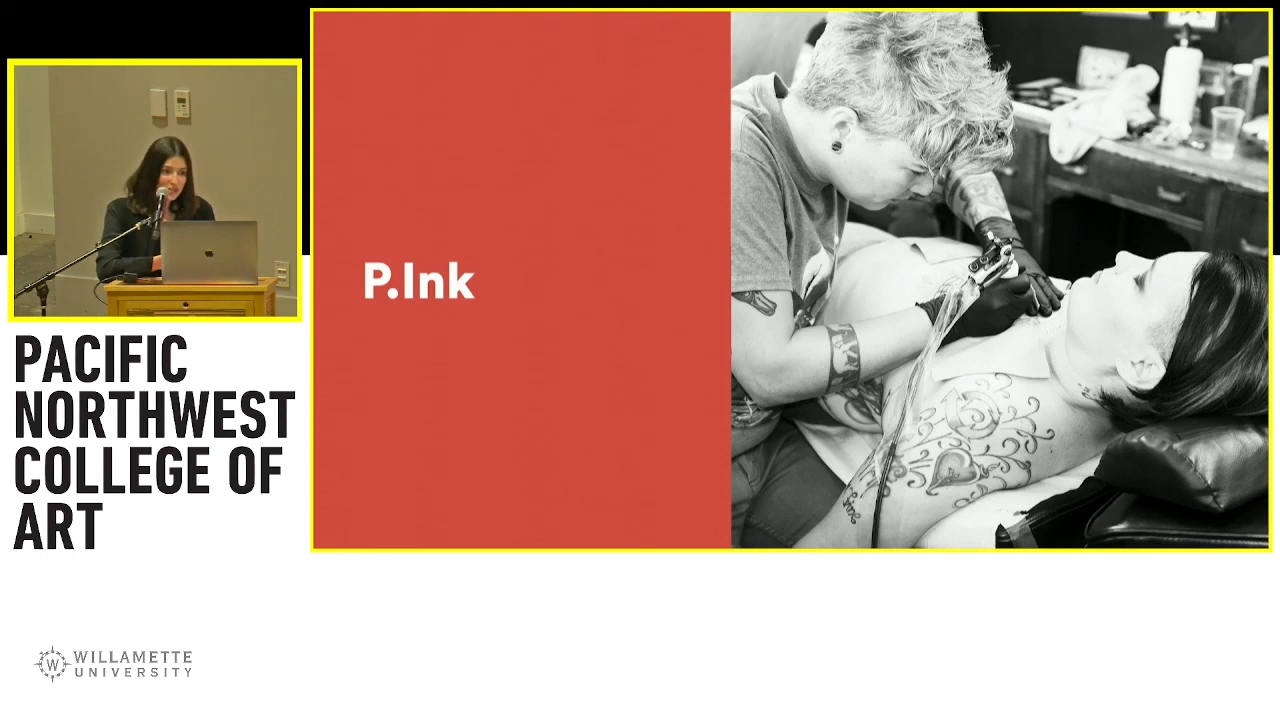 P.Ink
PACIFIC
NORTHWEST
COLLEGE OF
ART
WILLAMETTE
UNIVERSITY